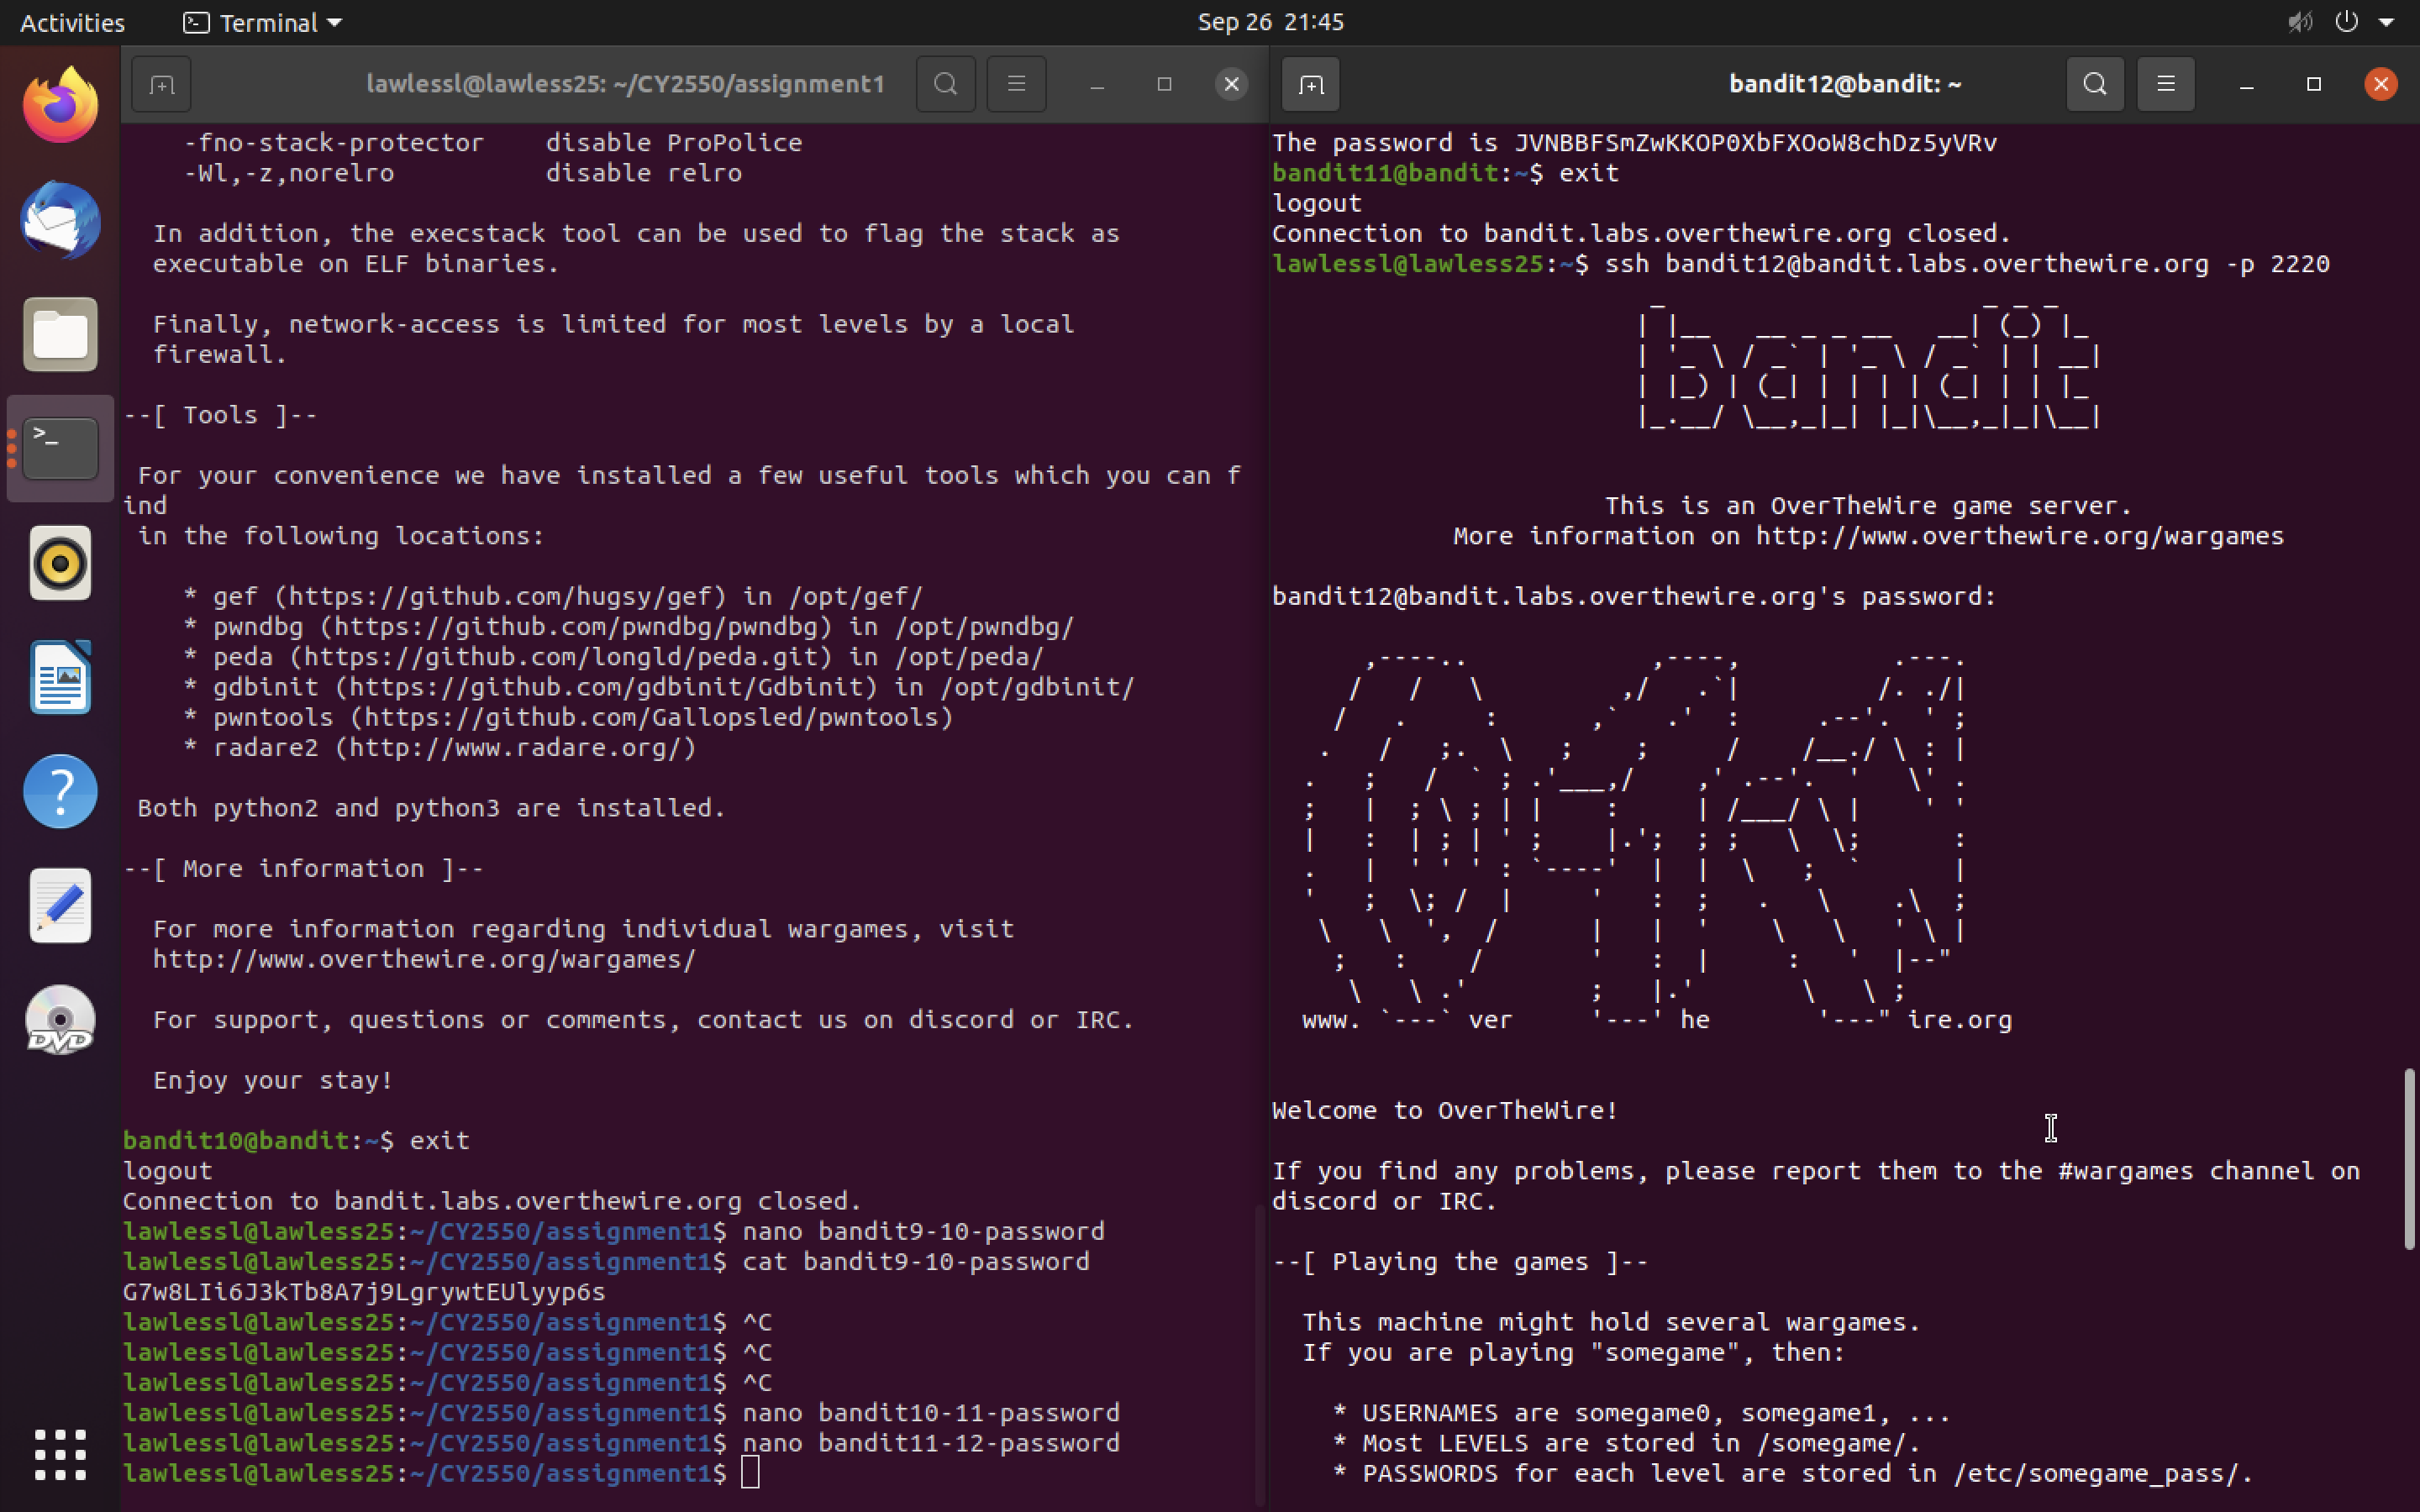 Activities
Terminal
Sep 26 21:45
lawlessl@lawless25: ~/CY2550/assignment1
-fno-stack-protector    disable ProPolice
-Wl,-z,norelro          disable relro
In addition, the execstack tool can be used to flag the stack as
executable on ELF binaries.
Finally, network-access is limited for most levels by a local
firewall.
--[ Tools ]--
For your convenience we have installed a few useful tools which you can f
ind
in the following locations:
* gef (https://github.com/hugsy/gef) in /opt/gef/
* pwndbg (https://github.com/pwndbg/pwndbg) in /opt/pwndbg/
* peda (https://github.com/longld/peda.git) in /opt/peda/
* gdbinit (https://github.com/gdbinit/Gdbinit) in /opt/gdbinit/
* pwntools (https://github.com/Gallopsled/pwntools)
* radare2 (http://www.radare.org/)
Both python2 and python3 are installed.
--[ More information ]--
For more information regarding individual wargames, visit
http://www.overthewire.org/wargames/
For support, questions or comments, contact us on discord or IRC.
Enjoy your stay!
bandit10@bandit:~$ exit
logout
Connection to bandit.labs.overthewire.org closed.
lawlessl@lawless25:~/CY2550/assignment1$ nano bandit9-10-password
lawlessl@lawless25:~/CY2550/assignment1$ cat bandit9-10-password
G7w8LIi6J3kTb8A7j9LgrywtEUlyyp6s
lawlessl@lawless25:~/CY2550/assignment1$ ^C
lawlessl@lawless25:~/CY2550/assignment1$ ^C
lawlessl@lawless25:~/CY2550/assignment1$ ^C
lawlessl@lawless25:~/CY2550/assignment1$ nano bandit10-11-password
lawlessl@lawless25:~/CY2550/assignment1$ nano bandit11-12-password
lawlessl@lawless25:~/CY2550/assignment1$
bandit12@bandit: ~
The password is JVNBBFSmZwKKOP0XbFXOoW8chDz5yVRv
bandit11@bandit:~$ exit
logout
Connection to bandit.labs.overthewire.org closed.
lawlessl@lawless25:~$ ssh bandit12@bandit.labs.overthewire.org -p 2220
bandit
This is an OverTheWire game server.
More information on http://www.overthewire.org/wargames
bandit12@bandit.labs.overthewire.org's password:
www. ver he ire.org
Welcome to OverTheWire!
If you find any problems, please report them to the #wargames channel on
discord or IRC.
--[ Playing the games ]--
This machine might hold several wargames.
If you are playing "somegame", then:
* USERNAMES are somegame0, somegame1, ...
* Most LEVELS are stored in /somegame/.
* PASSWORDS for each level are stored in /etc/somegame_pass/.
DVD